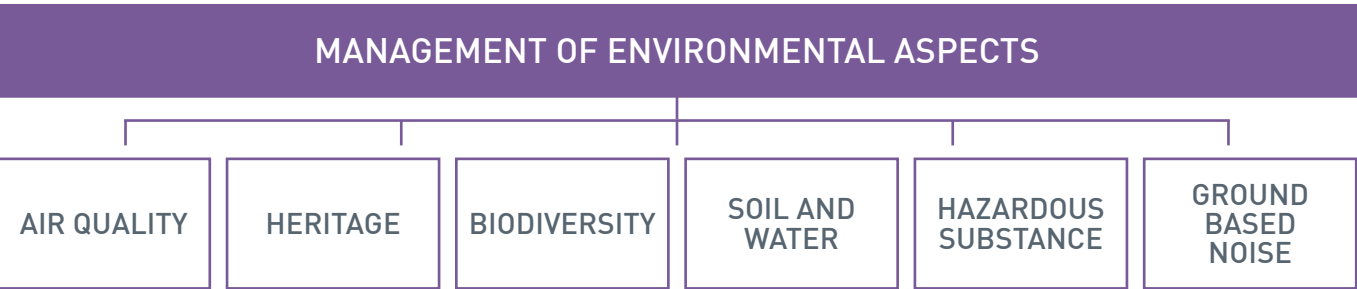 MANAGEMENT OF ENVIRONMENTAL ASPECTS
AIR QUALITY
HERITAGE
BIODIVERSITY
SOIL AND
WATER
HAZARDOUS
SUBSTANCE
GROUND
BASED
NOISE